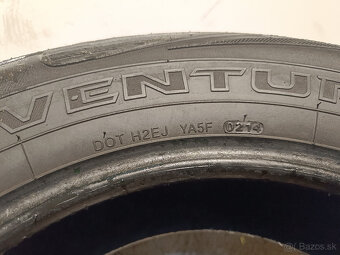 VENTU
DOT H2EJ YA5F 0214
Bazos.sk